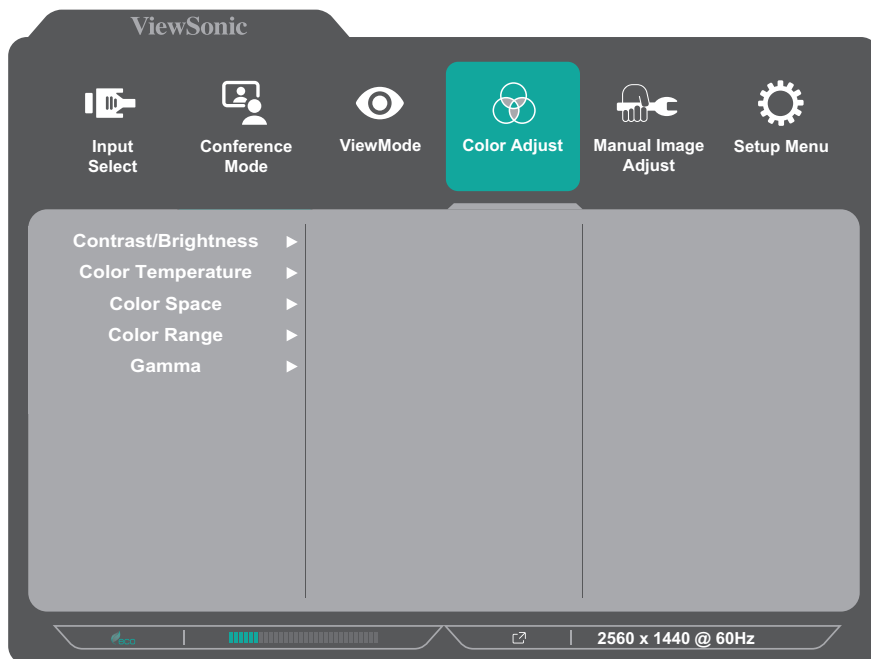 ViewSonic
Input
Select
Conference
Mode
ViewMode
Color Adjust
Manual Image
Adjust
Setup Menu
Contrast/Brightness
Color Temperature
Color Space
Color Range
Gamma
eco
2560 x 1440 @ 60Hz